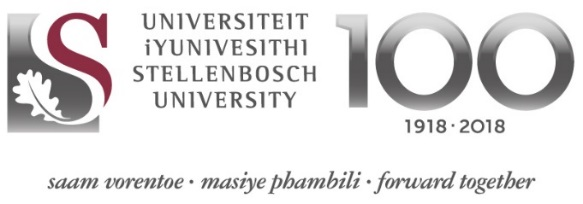 UNIVERSITEIT
iYUNIVESITHI
STELLENBOSCH
UNIVERSITY
100
1918 · 2018
saam vorentoe · masiye phambili · forward together